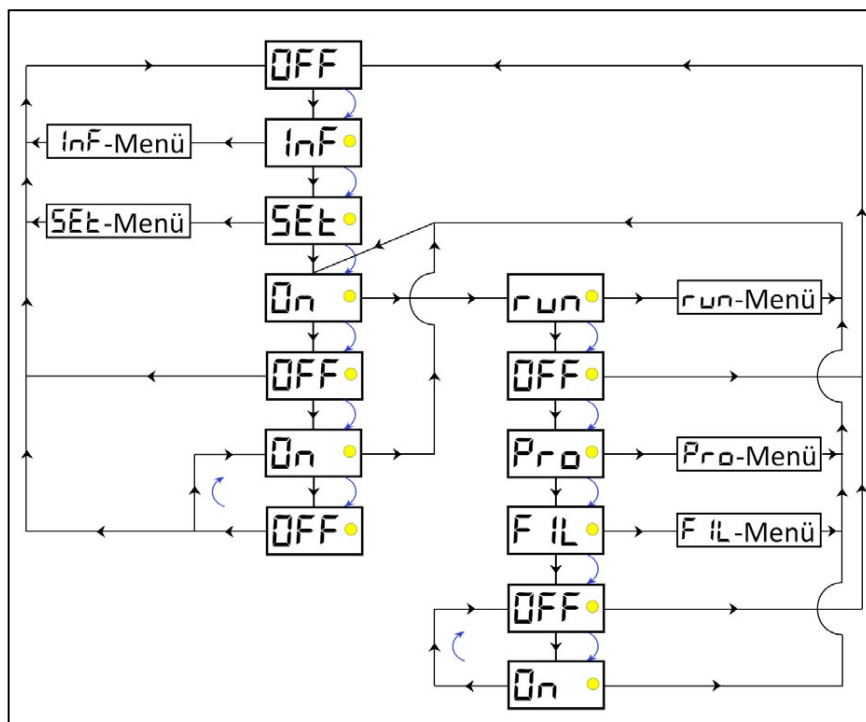 OFF
InF
InF-Menü
SEt
SEt-Menü
On
run
run-Menü
OFF
OFF
On
Pro
Pro-Menü
OFF
FIL
FIL-Menü
OFF
On